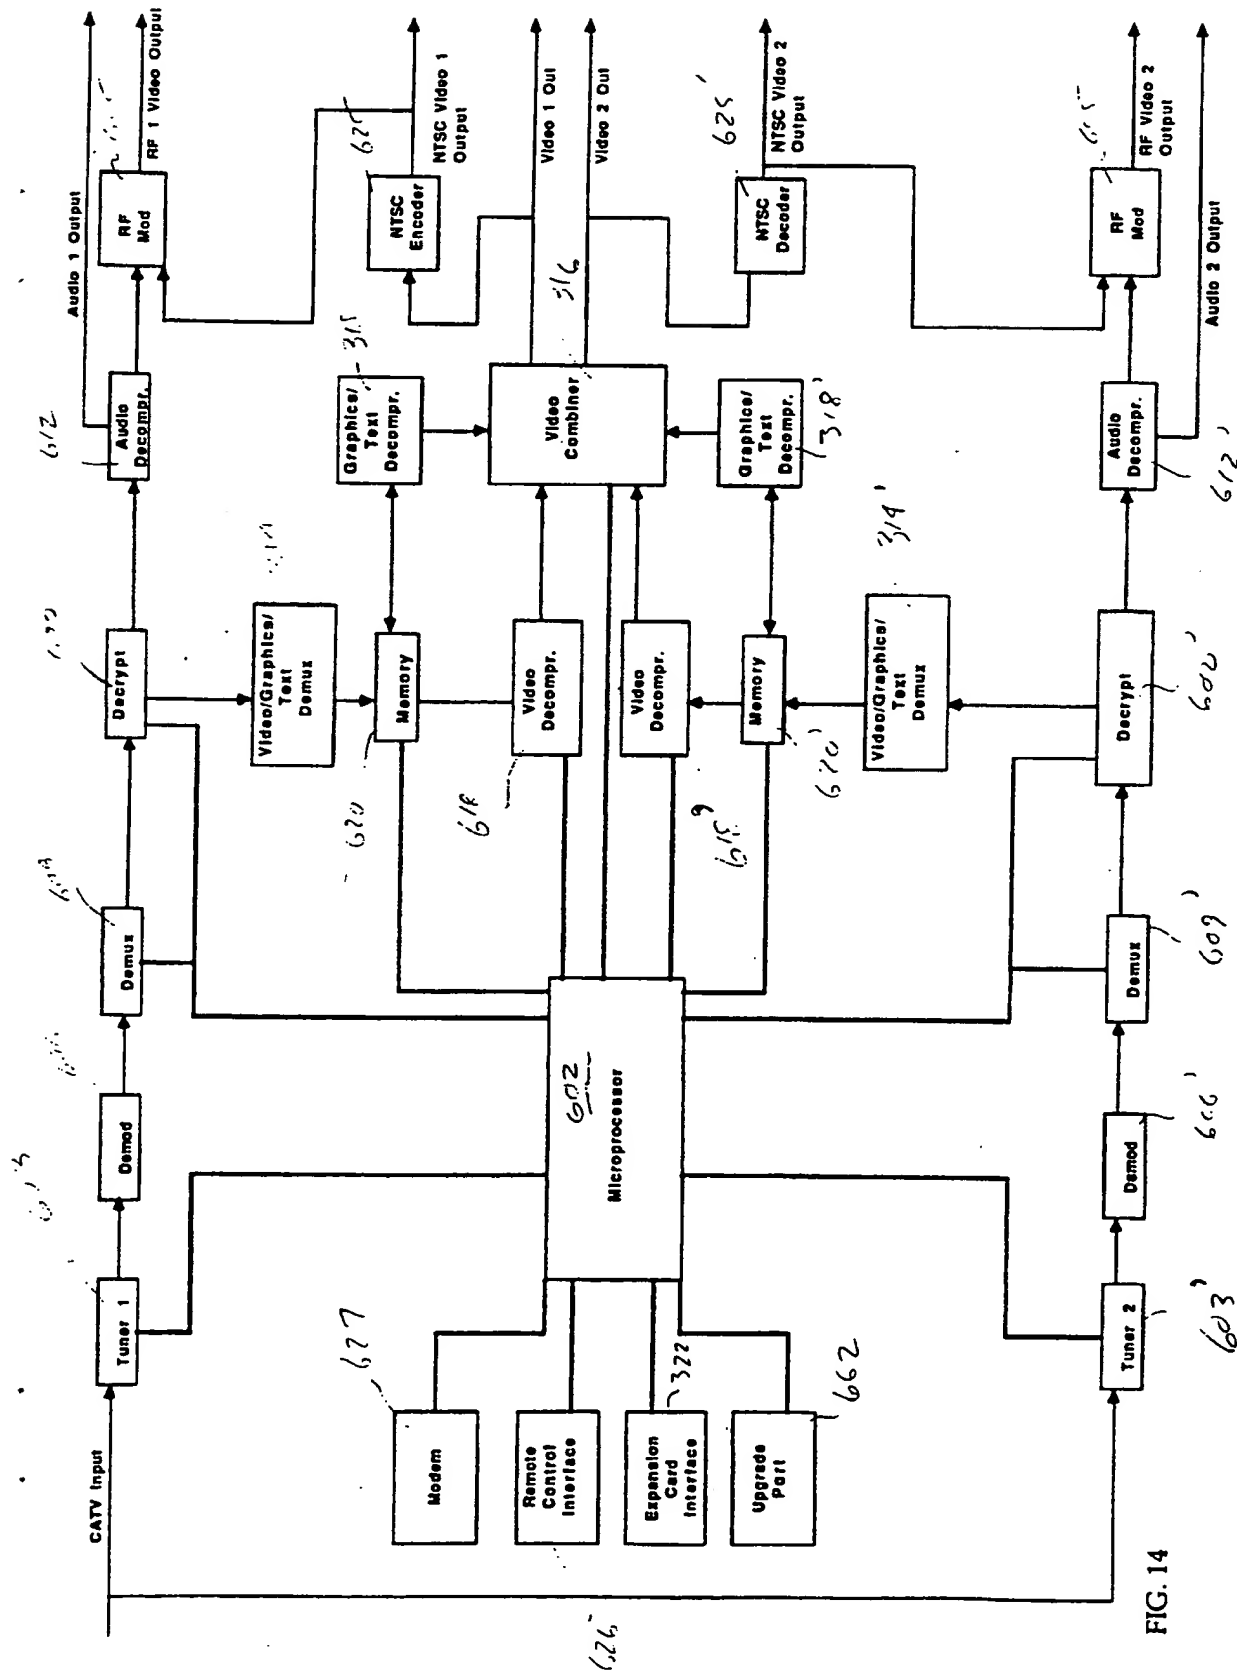 CATV Input
Tuner 1
Demod
Demux
Decrypt
612
Audio
Decompr.
Audio 1 Output
RF
Mod
RF 1 Video Output
Video/Graphics/
Text
Demux
Memory
620
Graphics/
Text
Decompr.
315
NTSC
Encoder
NTSC Video 1
Output
Video
Decompr.
618
Video
Combiner
316
Video 1 Out
Video 2 Out
Microprocessor
602
Modem
627
Remote
Control
Interface
Expansion
Card
Interface
322
Upgrade
Port
662
Video
Decompr.
Memory
620'
Graphics/
Text
Decompr.
318'
NTSC
Decoder
625'
NTSC Video 2
Output
Video/Graphics/
Text
Demux
314'
Tuner 2
603'
Demod
606'
Demux
609'
Decrypt
602'
Audio
Decompr.
612'
RF
Mod
RF Video 2
Output
Audio 2 Output
FIG. 14